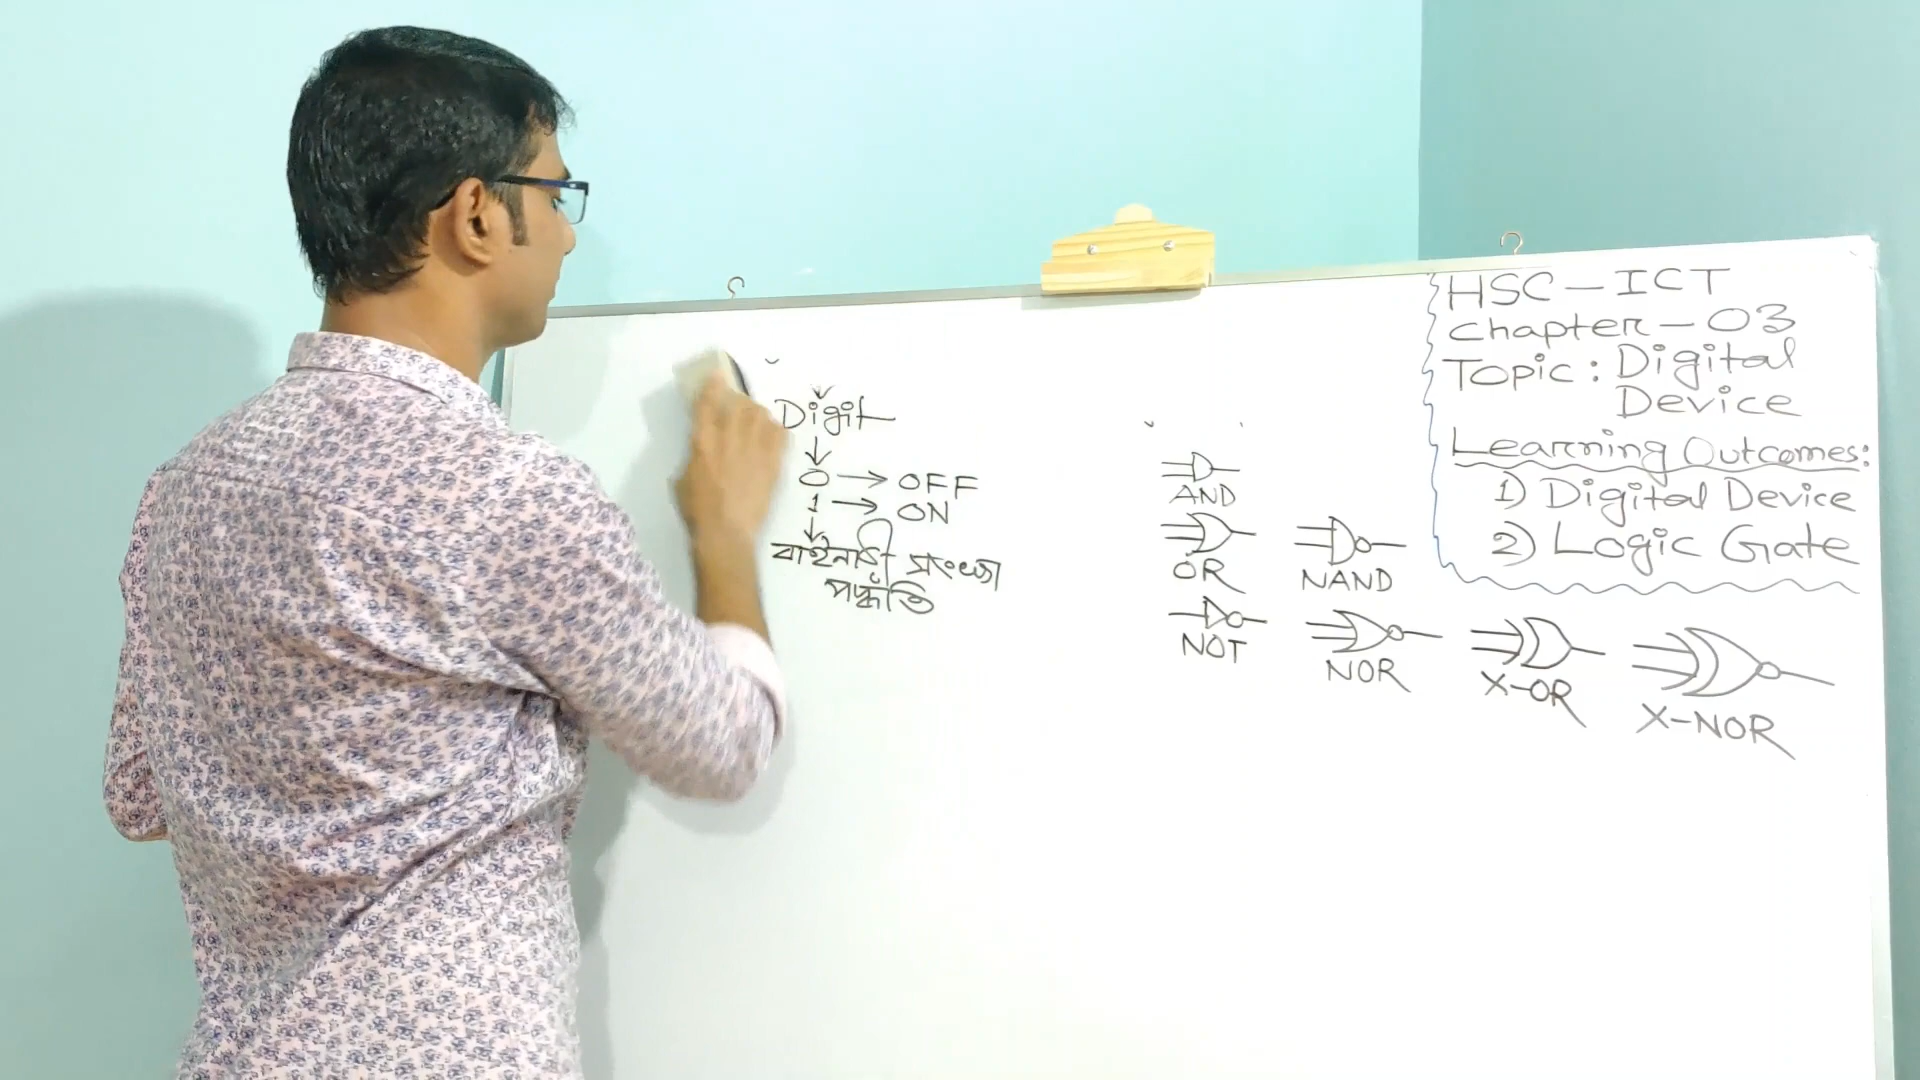 Digit
0 → OFF
1 → ON
বাইনারী সংখ্যা
পদ্ধতি
AND
OR
NOT
NAND
NOR
X-OR
X-NOR
HSC-ICT
Chapter-03
Topic: Digital
Device
Learning Outcomes:
1) Digital Device
2) Logic Gate